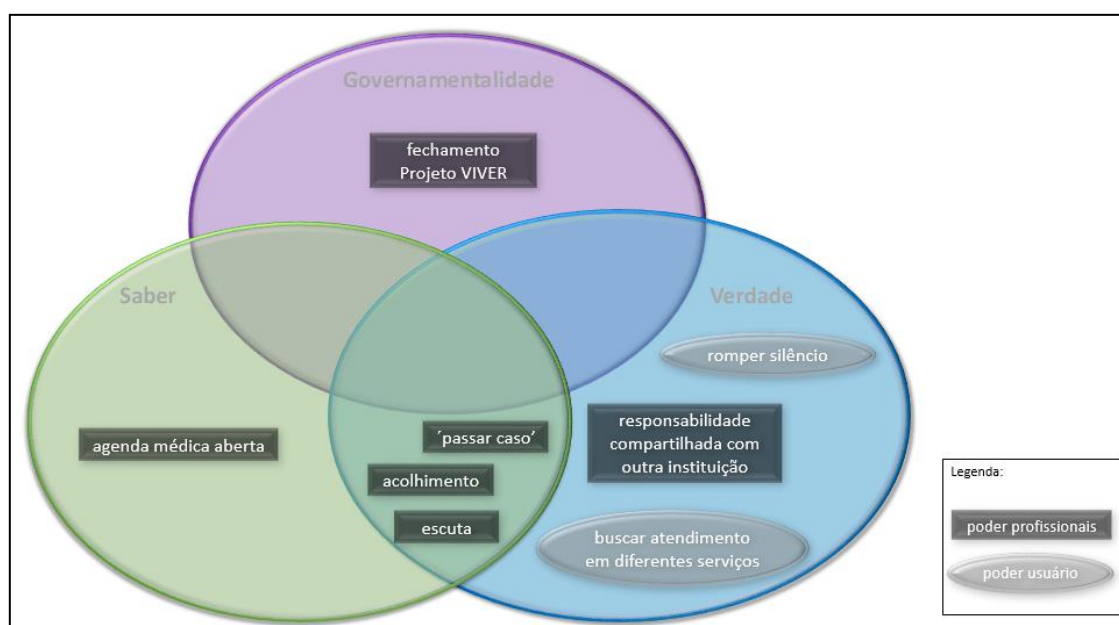 Governamentalidade
fechamento
Projeto VIVER
Saber
Verdade
romper silêncio
responsabilidade
compartilhada com
outra instituição
agenda médica aberta
´passar caso’
acolhimento
escuta
buscar atendimento
em diferentes serviços
Legenda:
poder profissionais
poder usuário